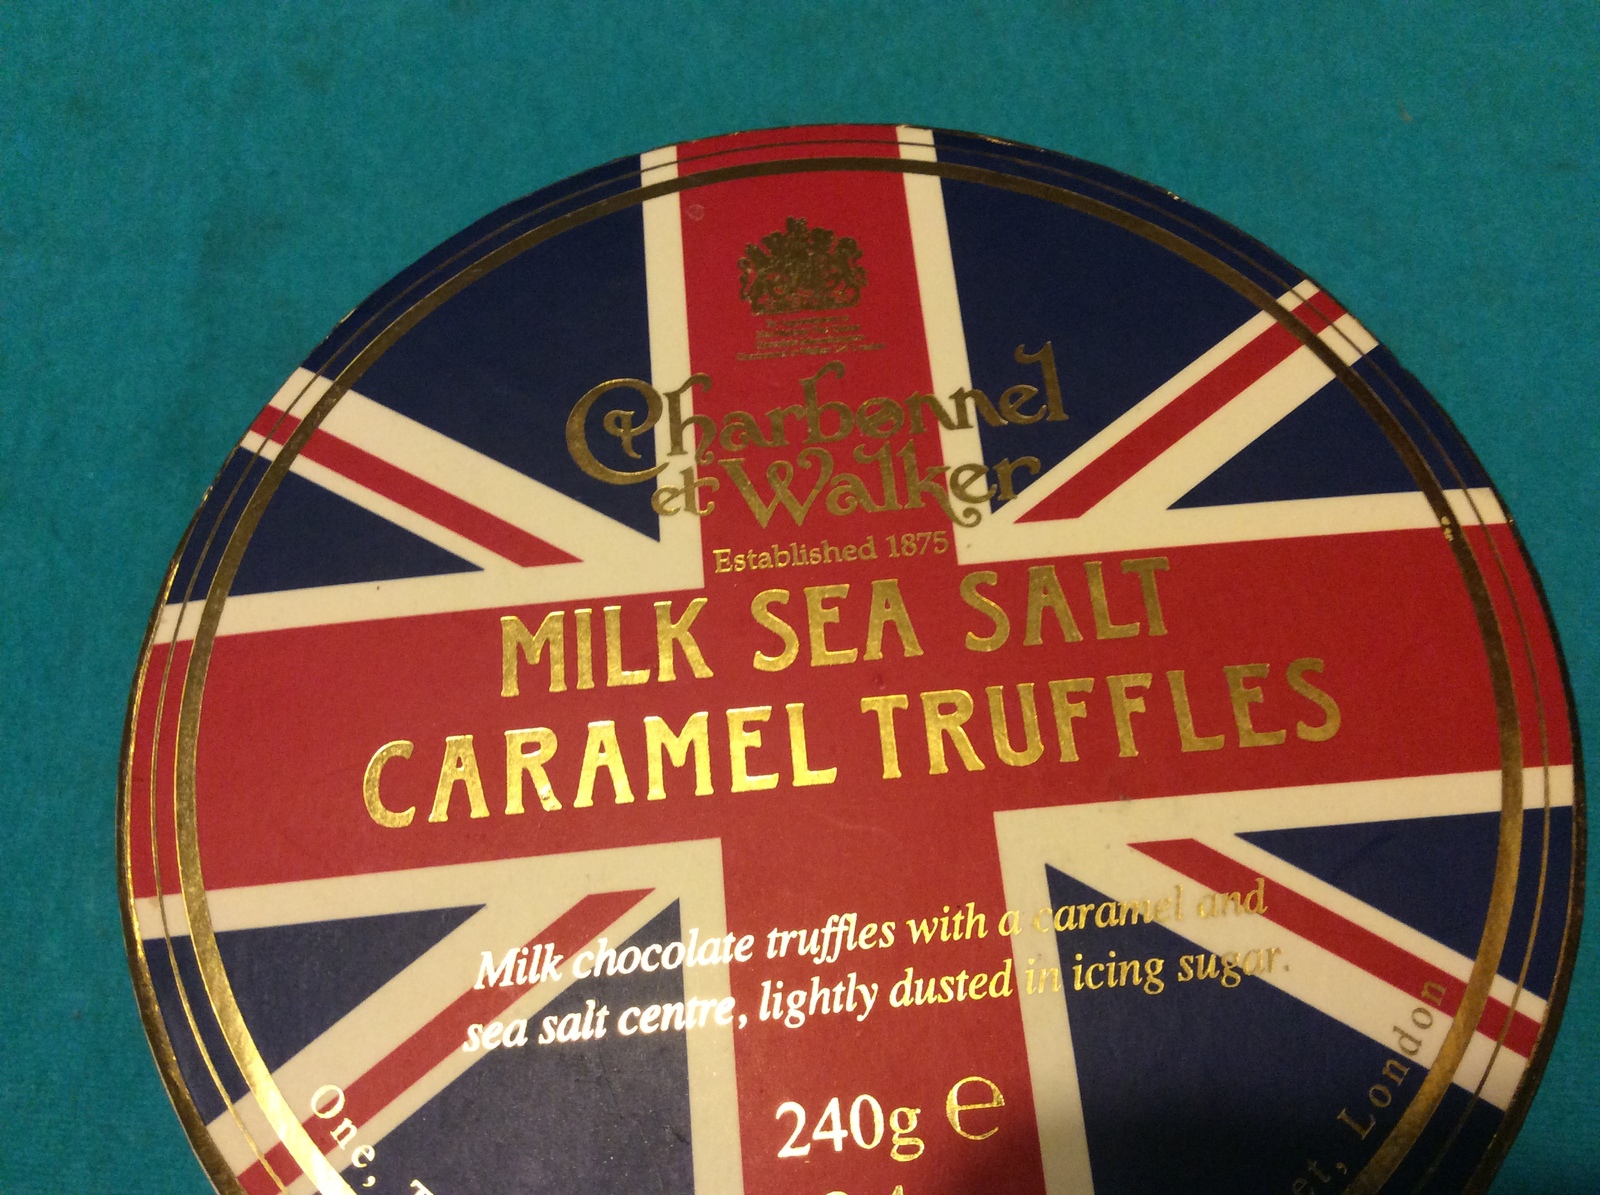 Charbonnel
et Walker
Established 1875
MILK SEA SALT
CARAMEL TRUFFLES
Milk chocolate truffles with a caramel and
sea salt centre, lightly dusted in icing sugar.
240g e
One,
London